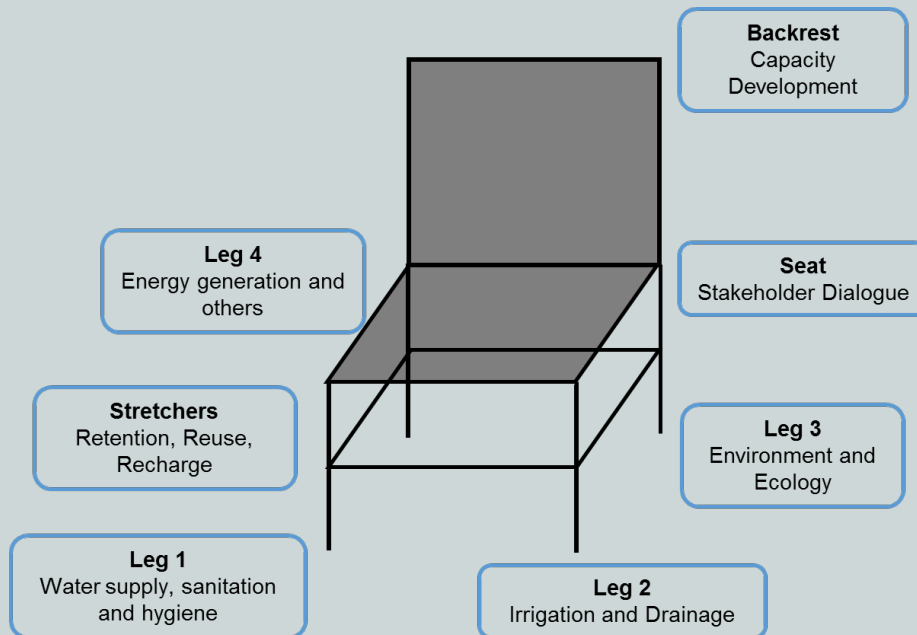 Backrest
Capacity
Development
Leg 4
Energy generation and
others
Seat
Stakeholder Dialogue
Stretchers
Retention, Reuse,
Recharge
Leg 3
Environment and
Ecology
Leg 1
Water supply, sanitation
and hygiene
Leg 2
Irrigation and Drainage